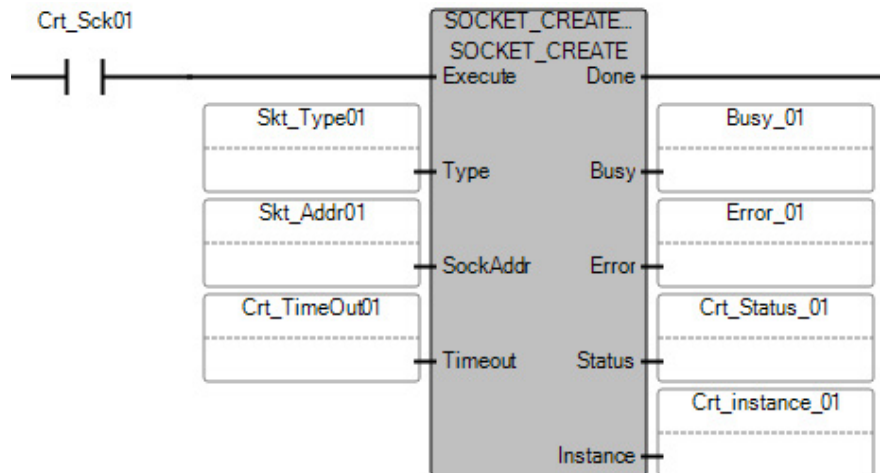 Crt_Sck01
SOCKET_CREATE...
SOCKET_CREATE
Execute Done
Skt_Type01
Busy_01
Type Busy
Skt_Addr01
Error_01
SockAddr Error
Crt_TimeOut01
Crt_Status_01
Timeout Status
Crt_instance_01
Instance